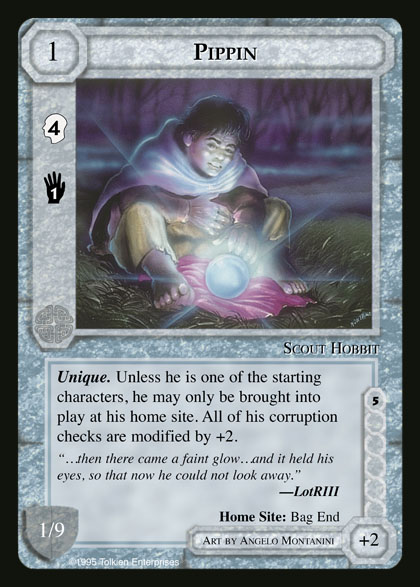 1
PIPPIN
4
1
SCOUT HOBBIT
Unique. Unless he is one of the starting
characters, he may only be brought into
play at his home site. All of his corruption
checks are modified by +2.
5
“…then there came a faint glow…and it held his
eyes, so that now he could not look away.”
—LotRIII
Home Site: Bag End
1/9
ART BY ANGELO MONTANINI
+2
©1995 Tolkien Enterprises